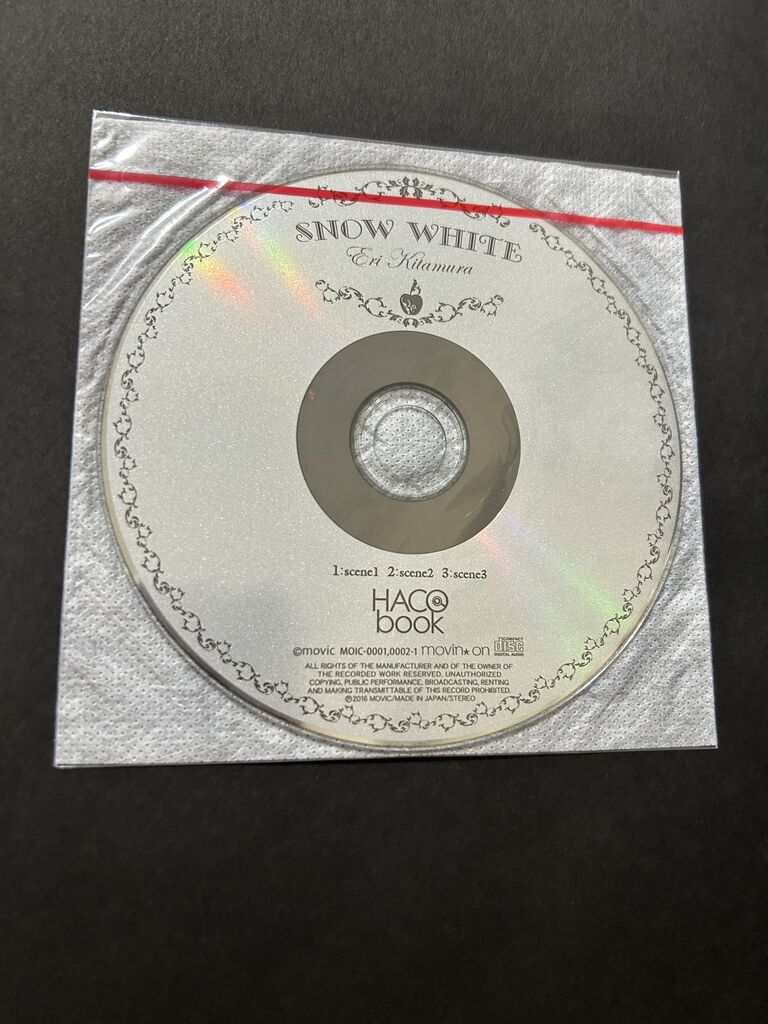 SNOW WHITE
Eri Kitamura
1:scene1 2:scene2 3:scene3
HACO
book
©movic MOIC-0001,0002-1 movin★on COMPACT disc DIGITAL AUDIO
ALL RIGHTS OF THE MANUFACTURER AND OF THE OWNER OF
THE RECORDED WORK RESERVED. UNAUTHORIZED
COPYING, PUBLIC PERFORMANCE, BROADCASTING, RENTING
AND MAKING TRANSMITTABLE OF THIS RECORD PROHIBITED.
℗2016 MOVIC/MADE IN JAPAN/STEREO